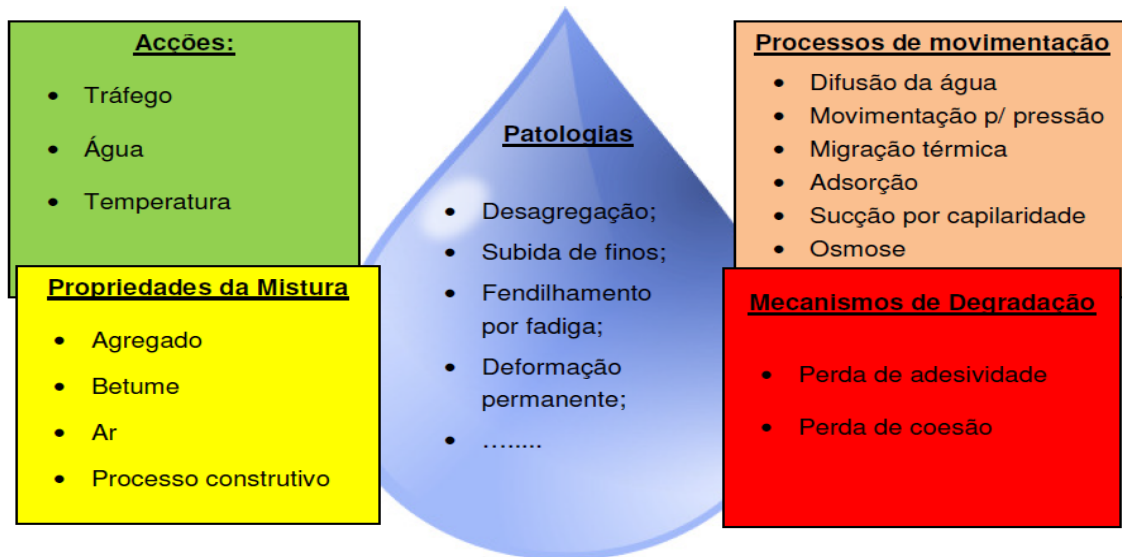 Acções:
• Tráfego
• Água
• Temperatura
Propriedades da Mistura
• Agregado
• Betume
• Ar
• Processo construtivo
Patologias
• Desagregação;
• Subida de finos;
• Fendilhamento
por fadiga;
• Deformação
permanente;
• ….....
Processos de movimentação
• Difusão da água
• Movimentação p/ pressão
• Migração térmica
• Adsorção
• Sucção por capilaridade
• Osmose
Mecanismos de Degradação
• Perda de adesividade
• Perda de coesão